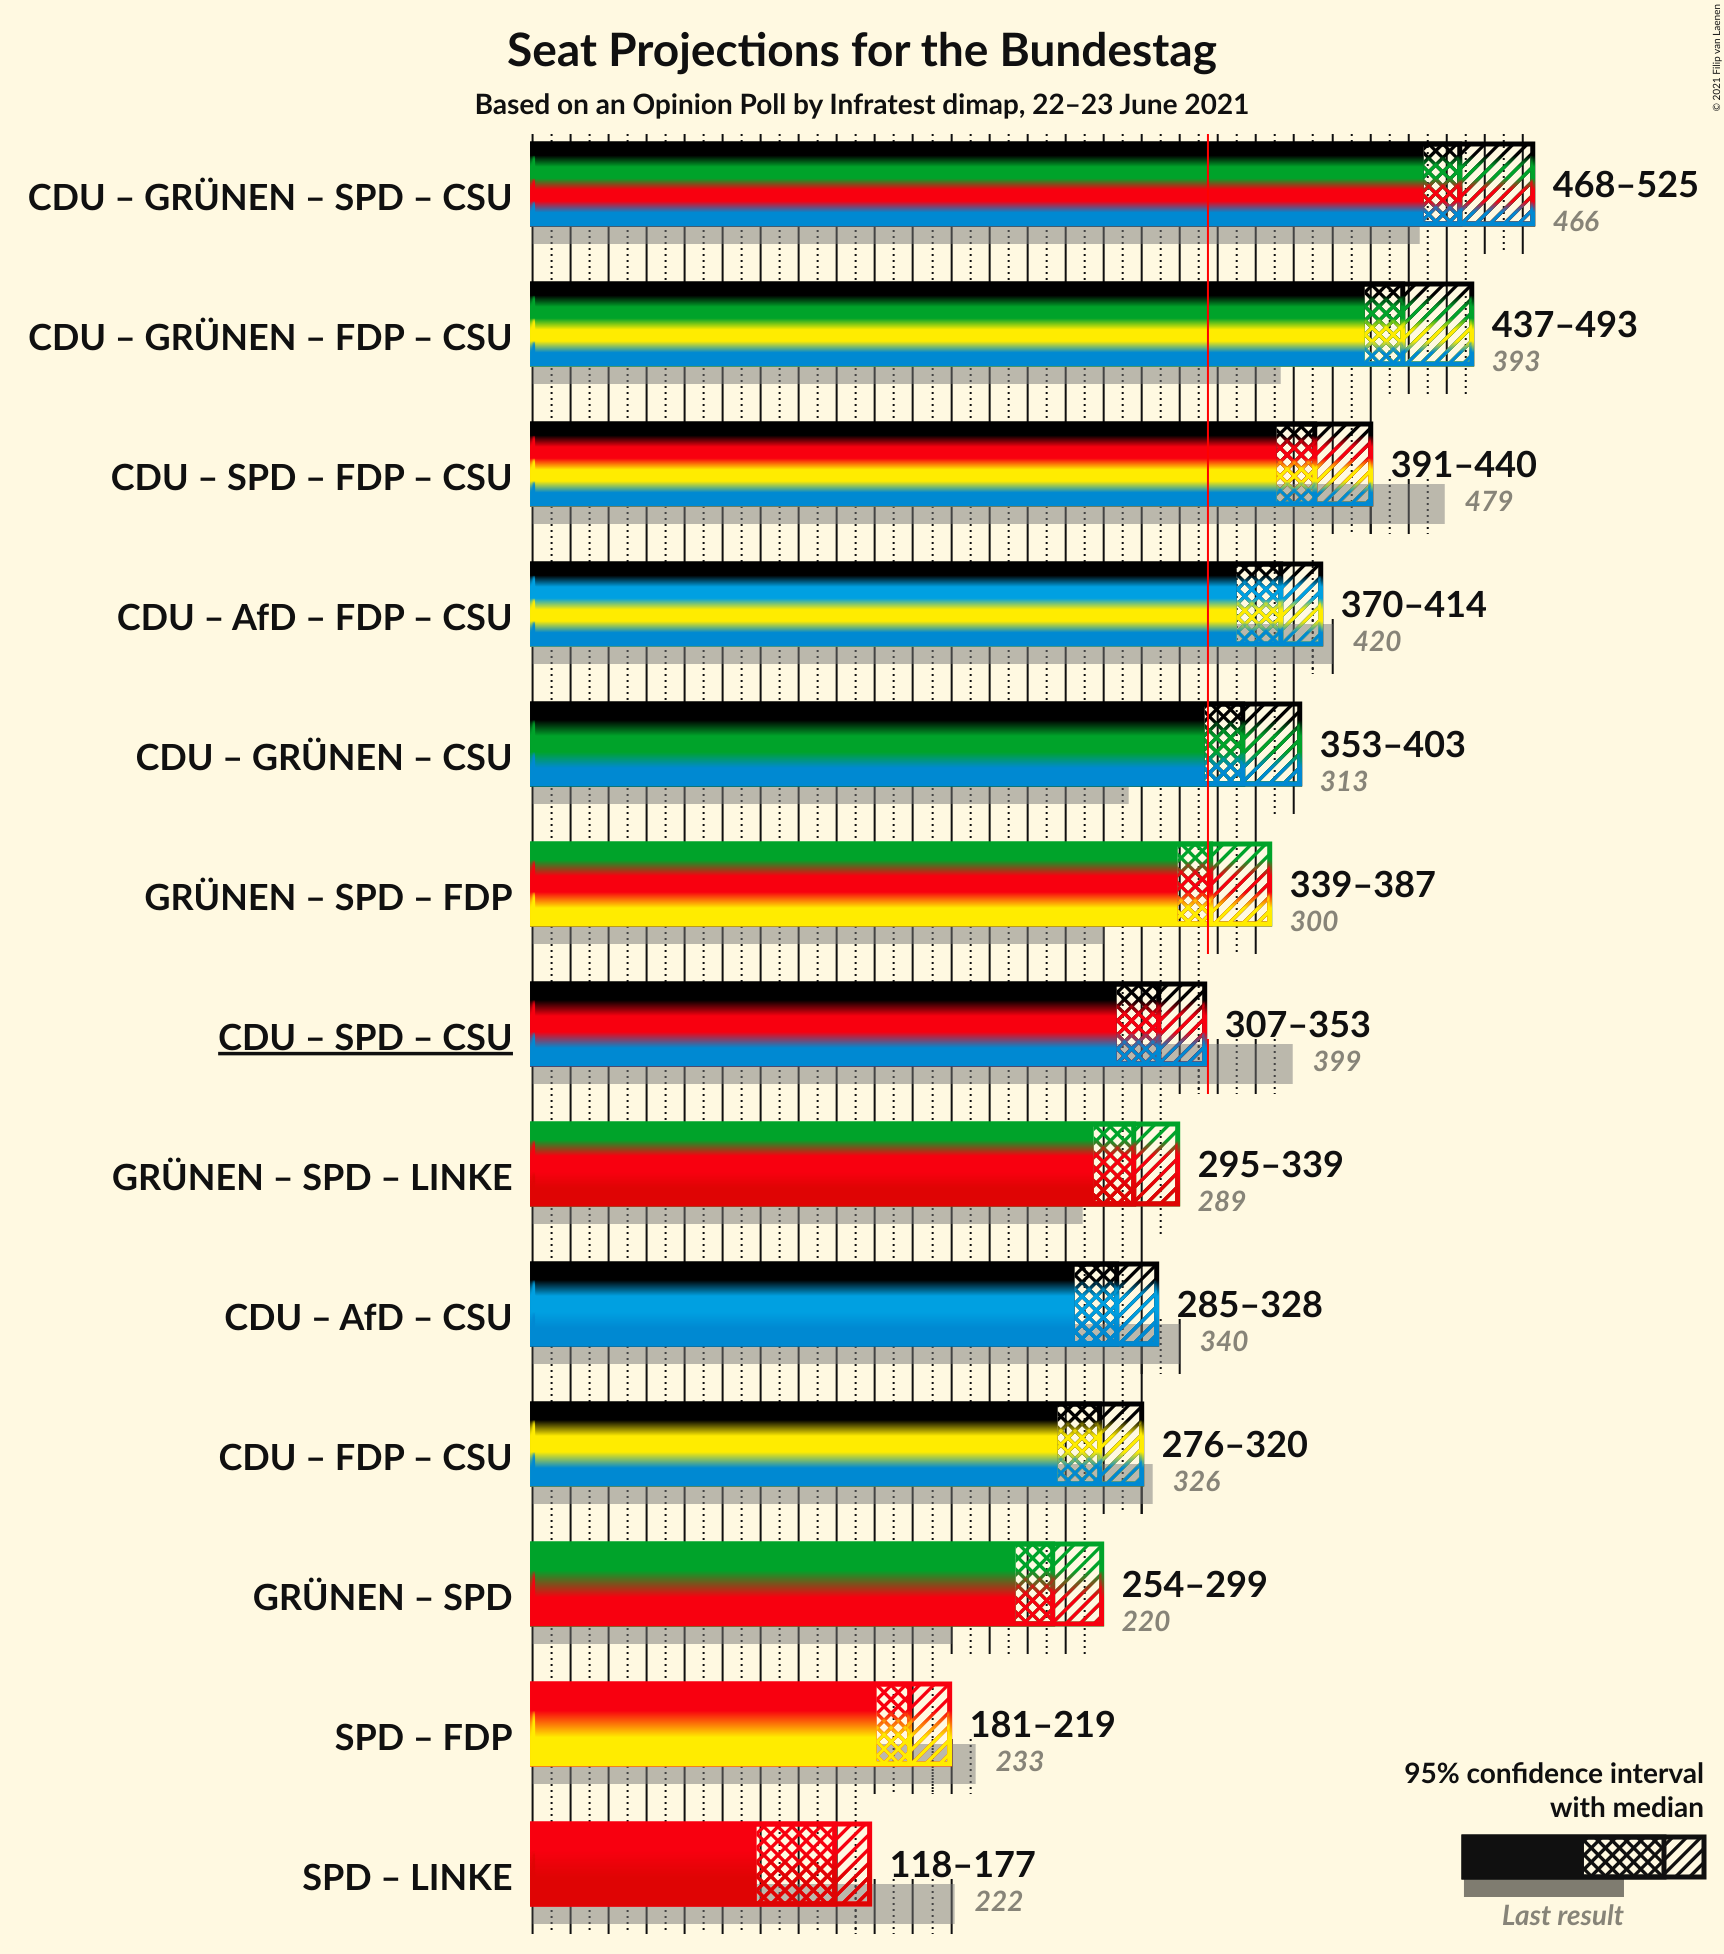 © 2021 Filip van Laenen
Seat Projections for the Bundestag
Based on an Opinion Poll by Infratest dimap, 22–23 June 2021
CDU – GRÜNEN – SPD – CSU
468–525
466
CDU – GRÜNEN – FDP – CSU
437–493
393
CDU – SPD – FDP – CSU
391–440
479
CDU – AfD – FDP – CSU
370–414
420
CDU – GRÜNEN – CSU
353–403
313
GRÜNEN – SPD – FDP
339–387
300
CDU – SPD – CSU
307–353
399
GRÜNEN – SPD – LINKE
295–339
289
CDU – AfD – CSU
285–328
340
CDU – FDP – CSU
276–320
326
GRÜNEN – SPD
254–299
220
SPD – FDP
181–219
233
SPD – LINKE
118–177
222
95% confidence interval
with median
Last result